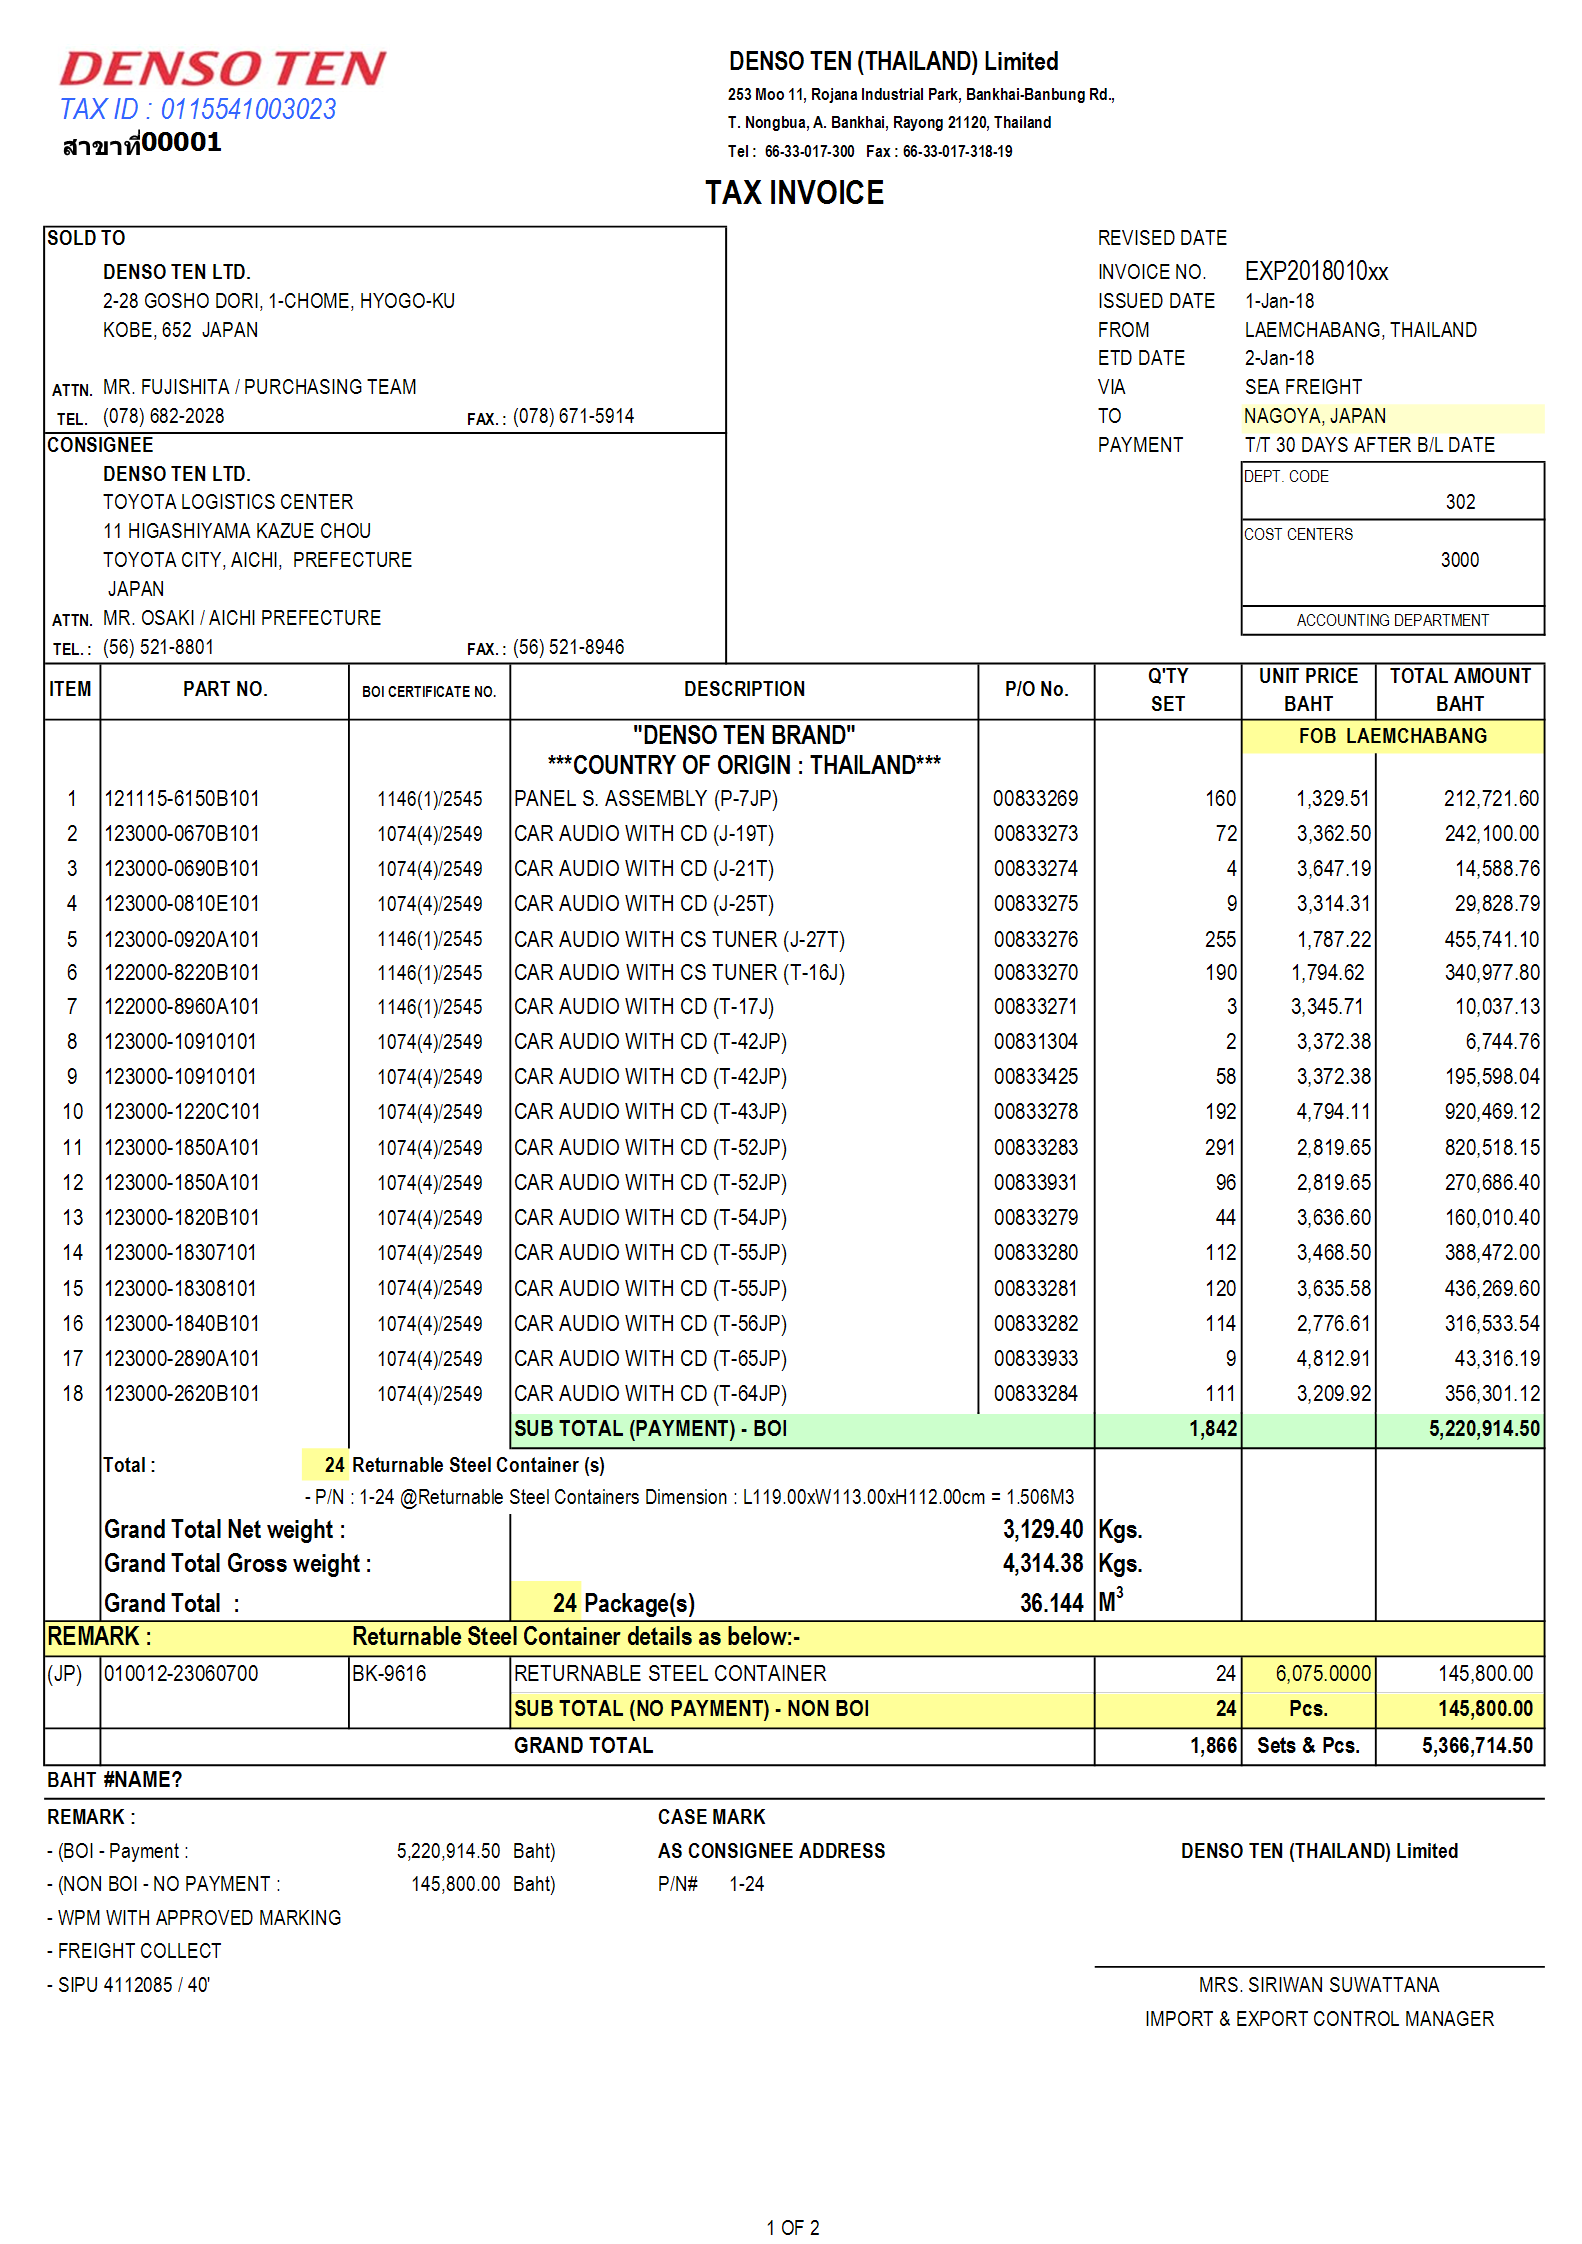 DENSO TEN
TAX ID : 0115541003023
สาขาที่00001
DENSO TEN (THAILAND) Limited
253 Moo 11, Rojana Industrial Park, Bankhai-Banbung Rd.,
T. Nongbua, A. Bankhai, Rayong 21120, Thailand
Tel : 66-33-017-300 Fax : 66-33-017-318-19
TAX INVOICE
SOLD TO
DENSO TEN LTD.
2-28 GOSHO DORI, 1-CHOME, HYOGO-KU
KOBE, 652 JAPAN
ATTN. MR. FUJISHITA / PURCHASING TEAM
TEL. (078) 682-2028 FAX. : (078) 671-5914
CONSIGNEE
DENSO TEN LTD.
TOYOTA LOGISTICS CENTER
11 HIGASHIYAMA KAZUE CHOU
TOYOTA CITY, AICHI, PREFECTURE
JAPAN
ATTN. MR. OSAKI / AICHI PREFECTURE
TEL. : (56) 521-8801 FAX. : (56) 521-8946
REVISED DATE
INVOICE NO. EXP2018010xx
ISSUED DATE 1-Jan-18
FROM LAEMCHABANG, THAILAND
ETD DATE 2-Jan-18
VIA SEA FREIGHT
TO NAGOYA, JAPAN
PAYMENT T/T 30 DAYS AFTER B/L DATE
DEPT. CODE
302
COST CENTERS
3000
ACCOUNTING DEPARTMENT
ITEM PART NO. BOI CERTIFICATE NO. DESCRIPTION P/O No. Q'TY SET UNIT PRICE BAHT TOTAL AMOUNT BAHT
"DENSO TEN BRAND" FOB LAEMCHABANG
***COUNTRY OF ORIGIN : THAILAND***
1 121115-6150B101 1146(1)/2545 PANEL S. ASSEMBLY (P-7JP) 00833269 160 1,329.51 212,721.60
2 123000-0670B101 1074(4)/2549 CAR AUDIO WITH CD (J-19T) 00833273 72 3,362.50 242,100.00
3 123000-0690B101 1074(4)/2549 CAR AUDIO WITH CD (J-21T) 00833274 4 3,647.19 14,588.76
4 123000-0810E101 1074(4)/2549 CAR AUDIO WITH CD (J-25T) 00833275 9 3,314.31 29,828.79
5 123000-0920A101 1146(1)/2545 CAR AUDIO WITH CS TUNER (J-27T) 00833276 255 1,787.22 455,741.10
6 122000-8220B101 1146(1)/2545 CAR AUDIO WITH CS TUNER (T-16J) 00833270 190 1,794.62 340,977.80
7 122000-8960A101 1146(1)/2545 CAR AUDIO WITH CD (T-17J) 00833271 3 3,345.71 10,037.13
8 123000-10910101 1074(4)/2549 CAR AUDIO WITH CD (T-42JP) 00831304 2 3,372.38 6,744.76
9 123000-10910101 1074(4)/2549 CAR AUDIO WITH CD (T-42JP) 00833425 58 3,372.38 195,598.04
10 123000-1220C101 1074(4)/2549 CAR AUDIO WITH CD (T-43JP) 00833278 192 4,794.11 920,469.12
11 123000-1850A101 1074(4)/2549 CAR AUDIO WITH CD (T-52JP) 00833283 291 2,819.65 820,518.15
12 123000-1850A101 1074(4)/2549 CAR AUDIO WITH CD (T-52JP) 00833931 96 2,819.65 270,686.40
13 123000-1820B101 1074(4)/2549 CAR AUDIO WITH CD (T-54JP) 00833279 44 3,636.60 160,010.40
14 123000-18307101 1074(4)/2549 CAR AUDIO WITH CD (T-55JP) 00833280 112 3,468.50 388,472.00
15 123000-18308101 1074(4)/2549 CAR AUDIO WITH CD (T-55JP) 00833281 120 3,635.58 436,269.60
16 123000-1840B101 1074(4)/2549 CAR AUDIO WITH CD (T-56JP) 00833282 114 2,776.61 316,533.54
17 123000-2890A101 1074(4)/2549 CAR AUDIO WITH CD (T-65JP) 00833933 9 4,812.91 43,316.19
18 123000-2620B101 1074(4)/2549 CAR AUDIO WITH CD (T-64JP) 00833284 111 3,209.92 356,301.12
SUB TOTAL (PAYMENT) - BOI 1,842 5,220,914.50
Total : 24 Returnable Steel Container (s)
- P/N : 1-24 @Returnable Steel Containers Dimension : L119.00xW113.00xH112.00cm = 1.506M3
Grand Total Net weight : 3,129.40 Kgs.
Grand Total Gross weight : 4,314.38 Kgs.
Grand Total : 24 Package(s) 36.144 M3
REMARK : Returnable Steel Container details as below:-
(JP) 010012-23060700 BK-9616 RETURNABLE STEEL CONTAINER 24 6,075.0000 145,800.00
SUB TOTAL (NO PAYMENT) - NON BOI 24 Pcs. 145,800.00
GRAND TOTAL 1,866 Sets & Pcs. 5,366,714.50
BAHT #NAME?
REMARK : CASE MARK
- (BOI - Payment : 5,220,914.50 Baht) AS CONSIGNEE ADDRESS DENSO TEN (THAILAND) Limited
- (NON BOI - NO PAYMENT : 145,800.00 Baht) P/N# 1-24
- WPM WITH APPROVED MARKING
- FREIGHT COLLECT
- SIPU 4112085 / 40' MRS. SIRIWAN SUWATTANA
IMPORT & EXPORT CONTROL MANAGER
1 OF 2